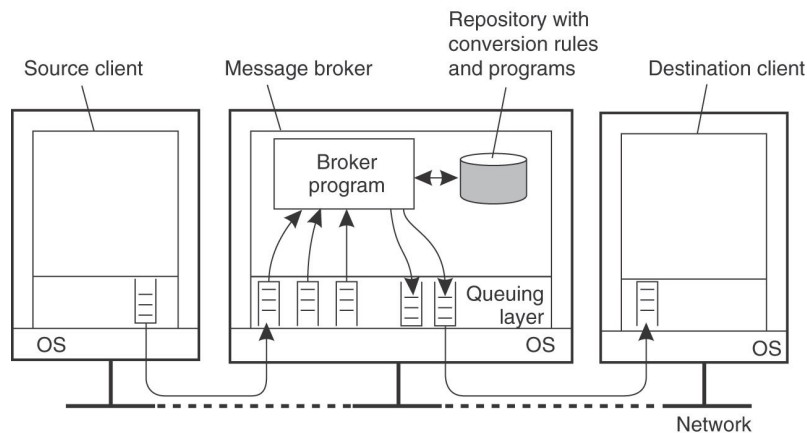 Repository with
conversion rules
and programs
Source client
Message broker
Destination client
Broker
program
Queuing
layer
OS
OS
OS
Network